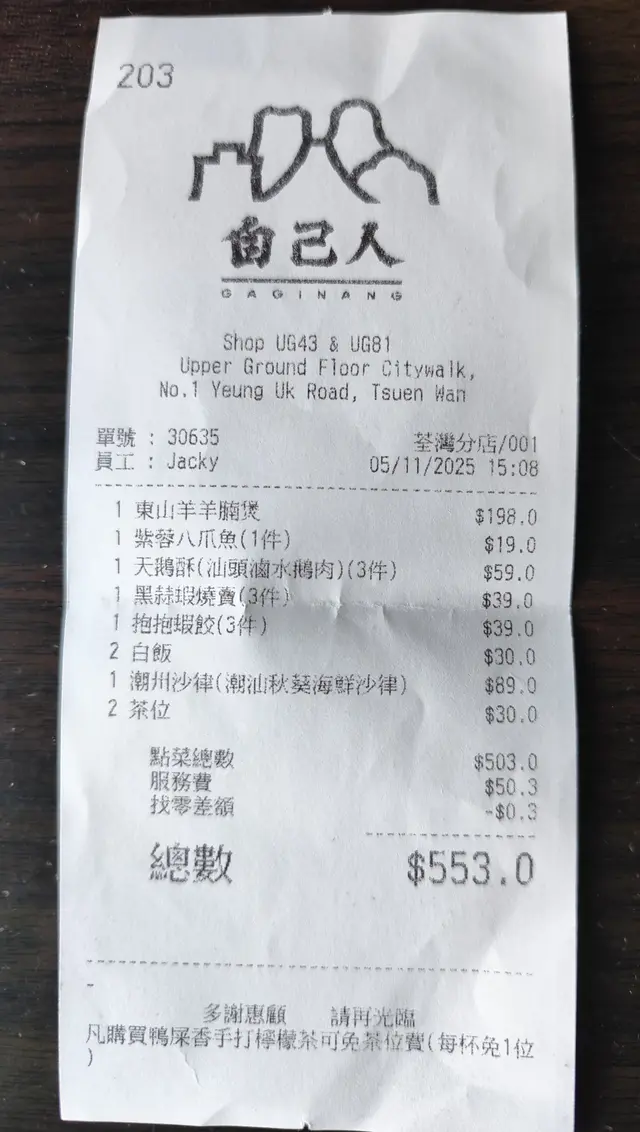 203
自己人
GAGINANG
Shop UG43 & UG81
Upper Ground Floor Citywalk,
No.1 Yeung Uk Road, Tsuen Wan
單號 : 30635 荃灣分店/001
員工 : Jacky 05/11/2025 15:08
1 東山羊羊腩煲 $198.0
1 紫蓉八爪魚(1件) $19.0
1 天鵝酥(汕頭滷水鵝肉)(3件) $59.0
1 黑蒜蝦燒賣(3件) $39.0
1 抱抱蝦餃(3件) $39.0
2 白飯 $30.0
1 潮州沙律(潮汕秋葵海鮮沙律) $89.0
2 茶位 $30.0
點菜總數 $503.0
服務費 $50.3
找零差額 -$0.3
總數 $553.0
-
多謝惠顧 請再光臨
凡購買鴨屎香手打檸檬茶可免茶位費(每杯免1位
)